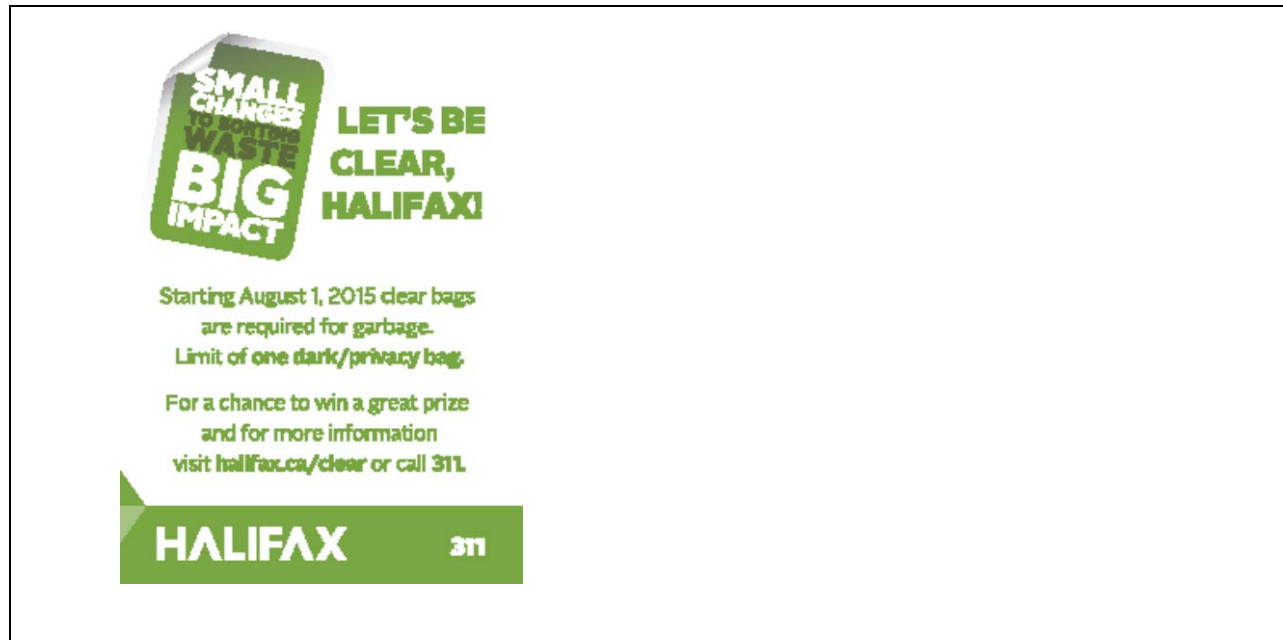 SMALL
CHANGES
TO SORTING
WASTE
BIG
IMPACT
LET'S BE
CLEAR,
HALIFAX!
Starting August 1, 2015 clear bags
are required for garbage.
Limit of one dark/privacy bag.
For a chance to win a great prize
and for more information
visit halifax.ca/clear or call 311.
HALIFAX
311